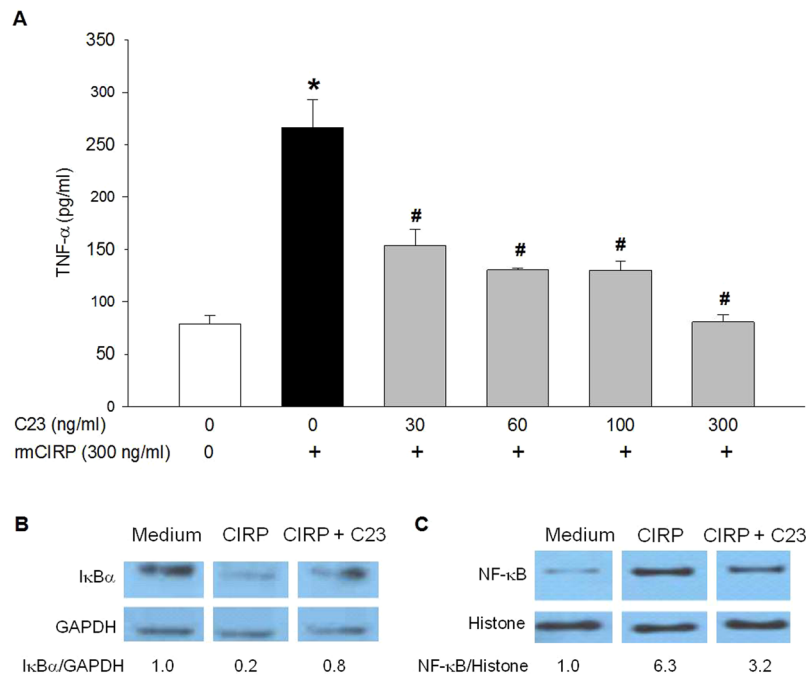 A
350
300
250
200
150
100
50
0
TNF-α (pg/ml)
*
#
#
#
#
C23 (ng/ml) 0 0 30 60 100 300
rmCIRP (300 ng/ml) 0 + + + + +
B
Medium CIRP CIRP + C23
IκBα
GAPDH
IκBα/GAPDH 1.0 0.2 0.8
C
Medium CIRP CIRP + C23
NF-κB
Histone
NF-κB/Histone 1.0 6.3 3.2